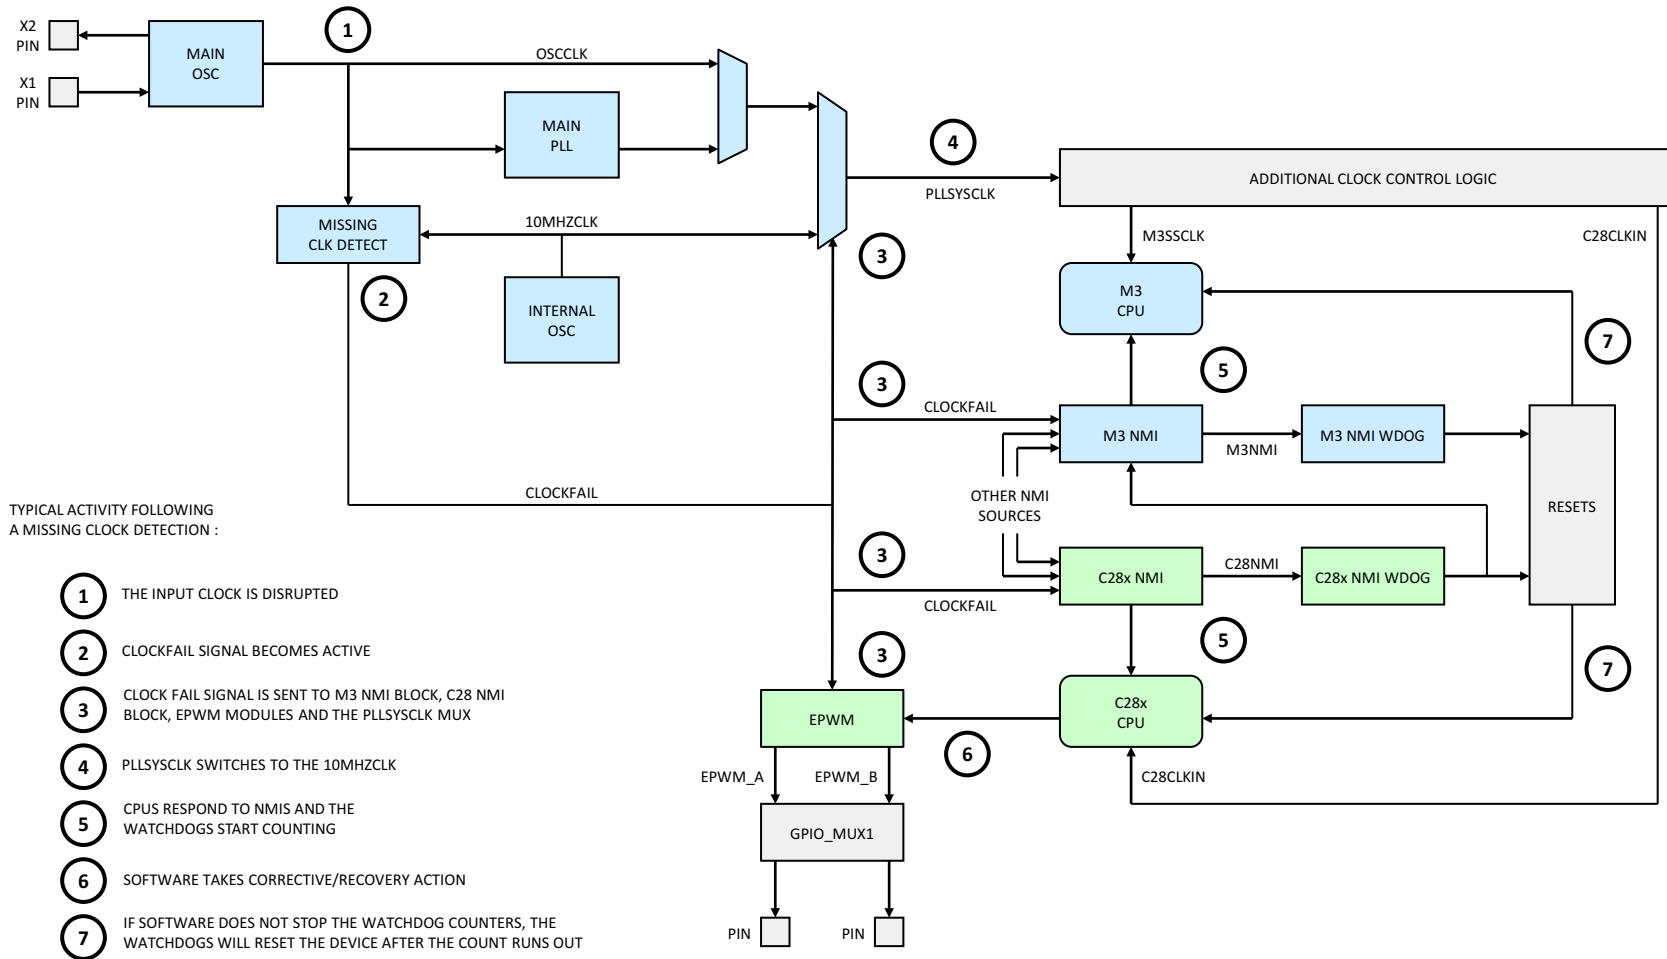 X2
PIN
X1
PIN
MAIN
OSC
1
OSCCLK
MAIN
PLL
4
PLLSYSCLK
ADDITIONAL CLOCK CONTROL LOGIC
MISSING
CLK DETECT
10MHZCLK
2
INTERNAL
OSC
3
M3SSCLK
C28CLKIN
M3
CPU
7
3
5
CLOCKFAIL
M3 NMI
M3NMI
M3 NMI WDOG
CLOCKFAIL
OTHER NMI
SOURCES
RESETS
3
C28x NMI
C28NMI
C28x NMI WDOG
CLOCKFAIL
5
3
7
EPWM
C28x
CPU
6
EPWM_A
EPWM_B
C28CLKIN
GPIO_MUX1
PIN
PIN
TYPICAL ACTIVITY FOLLOWING
A MISSING CLOCK DETECTION :
1
THE INPUT CLOCK IS DISRUPTED
2
CLOCKFAIL SIGNAL BECOMES ACTIVE
3
CLOCK FAIL SIGNAL IS SENT TO M3 NMI BLOCK, C28 NMI
BLOCK, EPWM MODULES AND THE PLLSYSCLK MUX
4
PLLSYSCLK SWITCHES TO THE 10MHZCLK
5
CPUS RESPOND TO NMIS AND THE
WATCHDOGS START COUNTING
6
SOFTWARE TAKES CORRECTIVE/RECOVERY ACTION
7
IF SOFTWARE DOES NOT STOP THE WATCHDOG COUNTERS, THE
WATCHDOGS WILL RESET THE DEVICE AFTER THE COUNT RUNS OUT